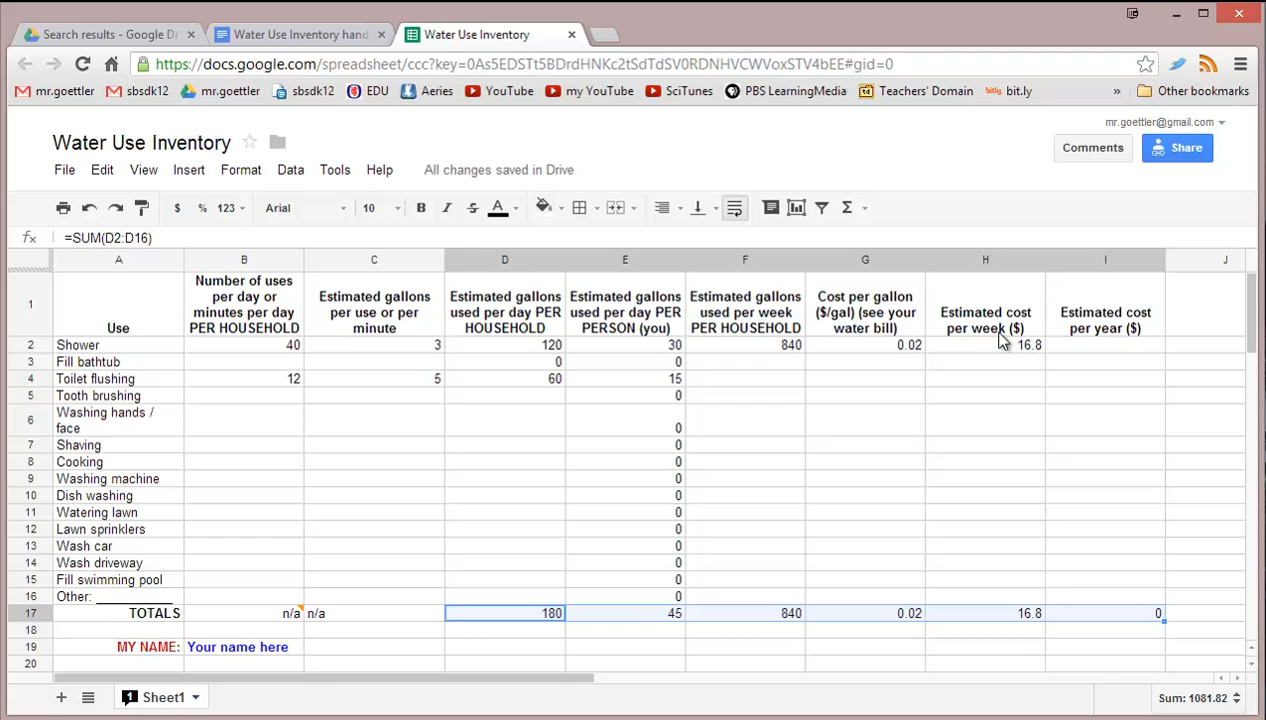 Search results - Google D
Water Use Inventory hand
Water Use Inventory
https://docs.google.com/spreadsheet/ccc?key=0As5EDSTt5BDrdHNKc2tSdTdSV0RDNHVCWVoxSTV4bEE#gid=0
mr.goettler sbsdk12 mr.goettler sbsdk12 EDU Aeries YouTube my YouTube SciTunes PBS LearningMedia td Teachers' Domain bitly bit.ly » Other bookmarks
mr.goettler@gmail.com
Water Use Inventory
Comments Share
File Edit View Insert Format Data Tools Help All changes saved in Drive
$ % 123 Arial 10 B I S A Σ
fx =SUM(D2:D16)
A B C D E F G H I J
1 Use
Number of uses
per day or
minutes per day
PER HOUSEHOLD
Estimated gallons
per use or per
minute
Estimated gallons
used per day PER
HOUSEHOLD
Estimated gallons
used per day PER
PERSON (you)
Estimated gallons
used per week
PER HOUSEHOLD
Cost per gallon
($/gal) (see your
water bill)
Estimated cost
per week ($)
Estimated cost
per year ($)
2 Shower 40 3 120 30 840 0.02 16.8
3 Fill bathtub 0 0
4 Toilet flushing 12 5 60 15
5 Tooth brushing 0
6 Washing hands /
face 0
7 Shaving 0
8 Cooking 0
9 Washing machine 0
10 Dish washing 0
11 Watering lawn 0
12 Lawn sprinklers 0
13 Wash car 0
14 Wash driveway 0
15 Fill swimming pool 0
16 Other: __________ 0
17 TOTALS n/a n/a 180 45 840 0.02 16.8 0
18
19 MY NAME: Your name here
20
+ 1 Sheet1 Sum: 1081.82